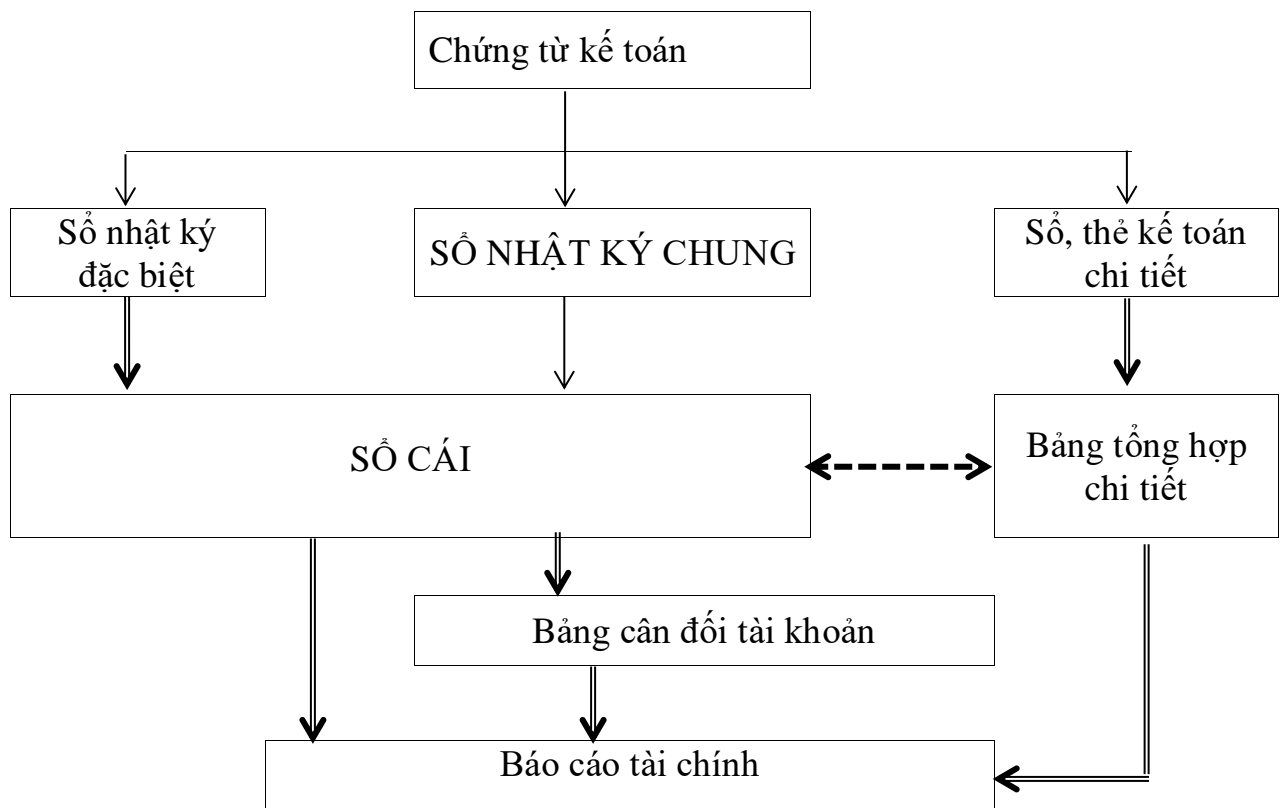 Chứng từ kế toán
Sổ nhật ký
đặc biệt
SỔ NHẬT KÝ CHUNG
Sổ, thẻ kế toán
chi tiết
SỔ CÁI
Bảng tổng hợp
chi tiết
Bảng cân đối tài khoản
Báo cáo tài chính